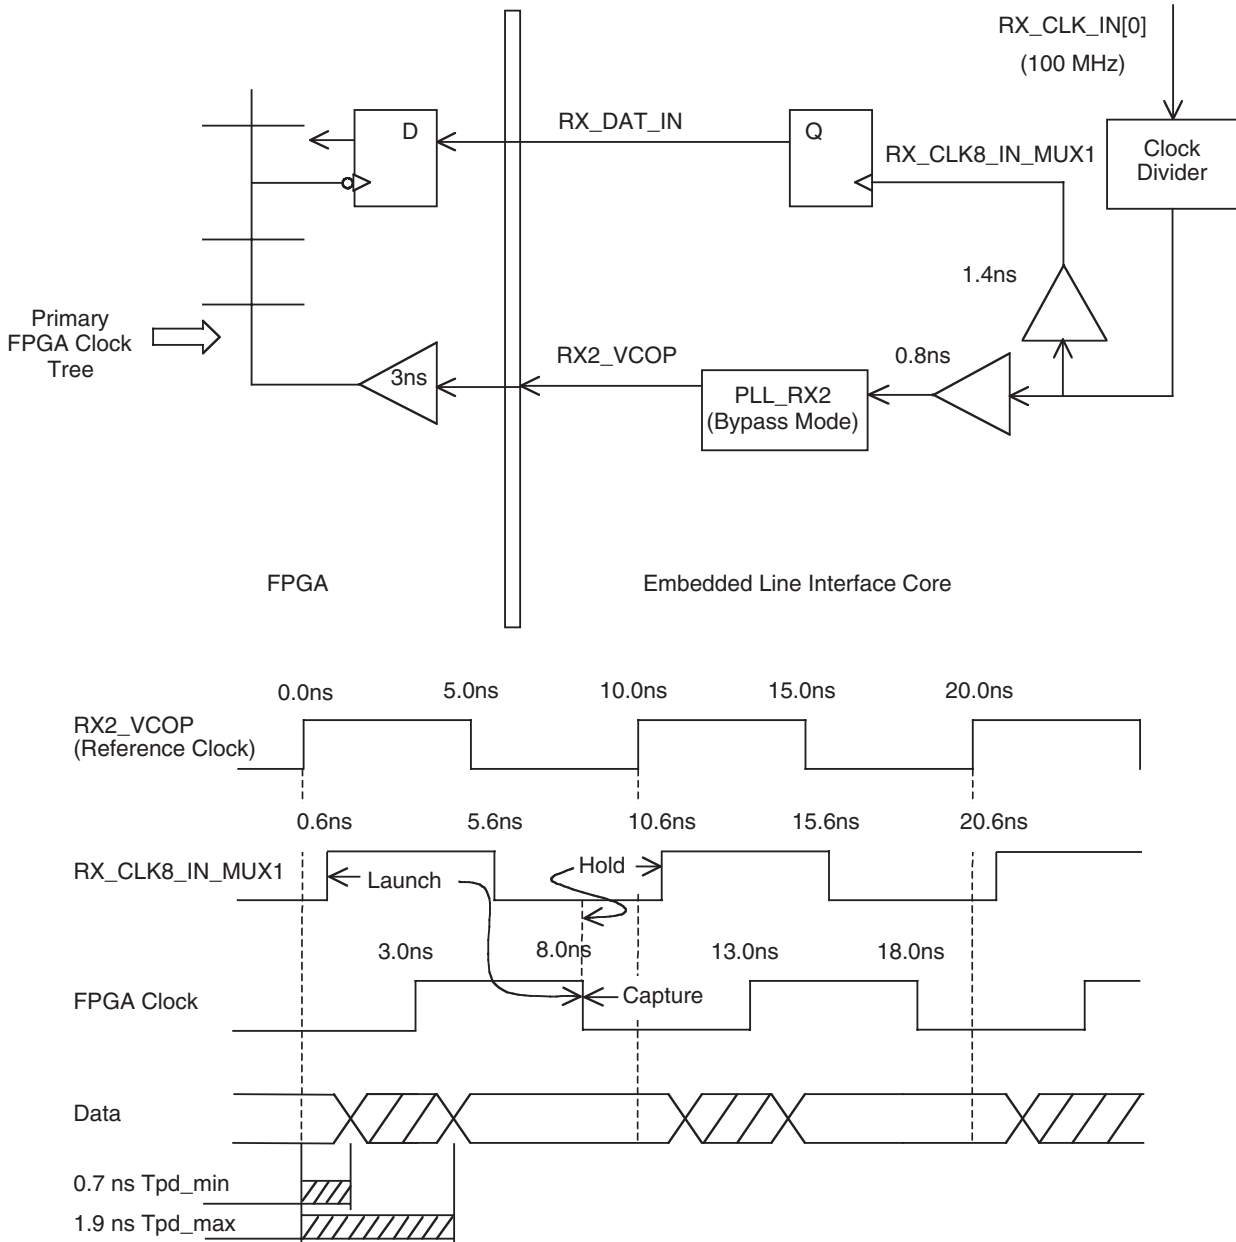 RX_CLK_IN[0]
(100 MHz)
D
RX_DAT_IN
Q
RX_CLK8_IN_MUX1
Clock
Divider
1.4ns
Primary
FPGA Clock
Tree
3ns
RX2_VCOP
0.8ns
PLL_RX2
(Bypass Mode)
FPGA
Embedded Line Interface Core
0.0ns
5.0ns
10.0ns
15.0ns
20.0ns
RX2_VCOP
(Reference Clock)
0.6ns
5.6ns
10.6ns
15.6ns
20.6ns
RX_CLK8_IN_MUX1
Launch
Hold
3.0ns
8.0ns
13.0ns
18.0ns
FPGA Clock
Capture
Data
0.7 ns Tpd_min
1.9 ns Tpd_max